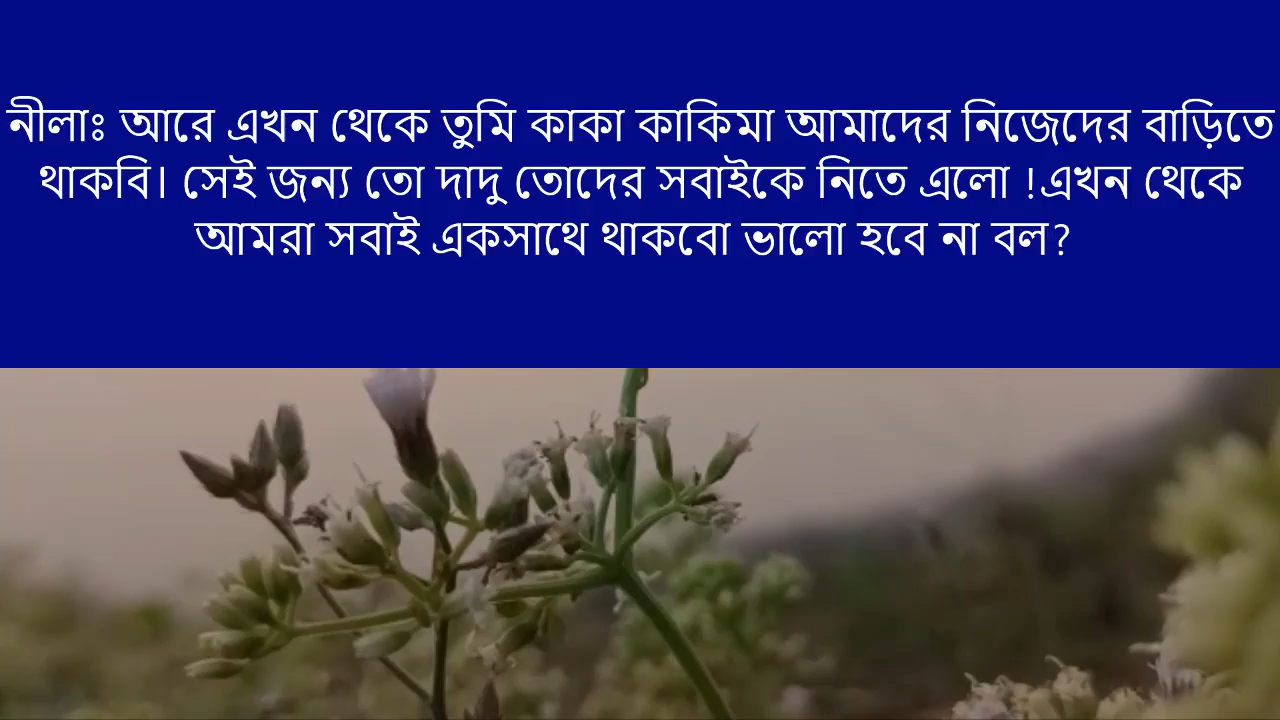 নীলাঃ আরে এখন থেকে তুমি কাকা কাকিমা আমাদের নিজেদের বাড়িতে
থাকবি। সেই জন্য তো দাদু তোদের সবাইকে নিতে এলো !এখন থেকে
আমরা সবাই একসাথে থাকবো ভালো হবে না বল?